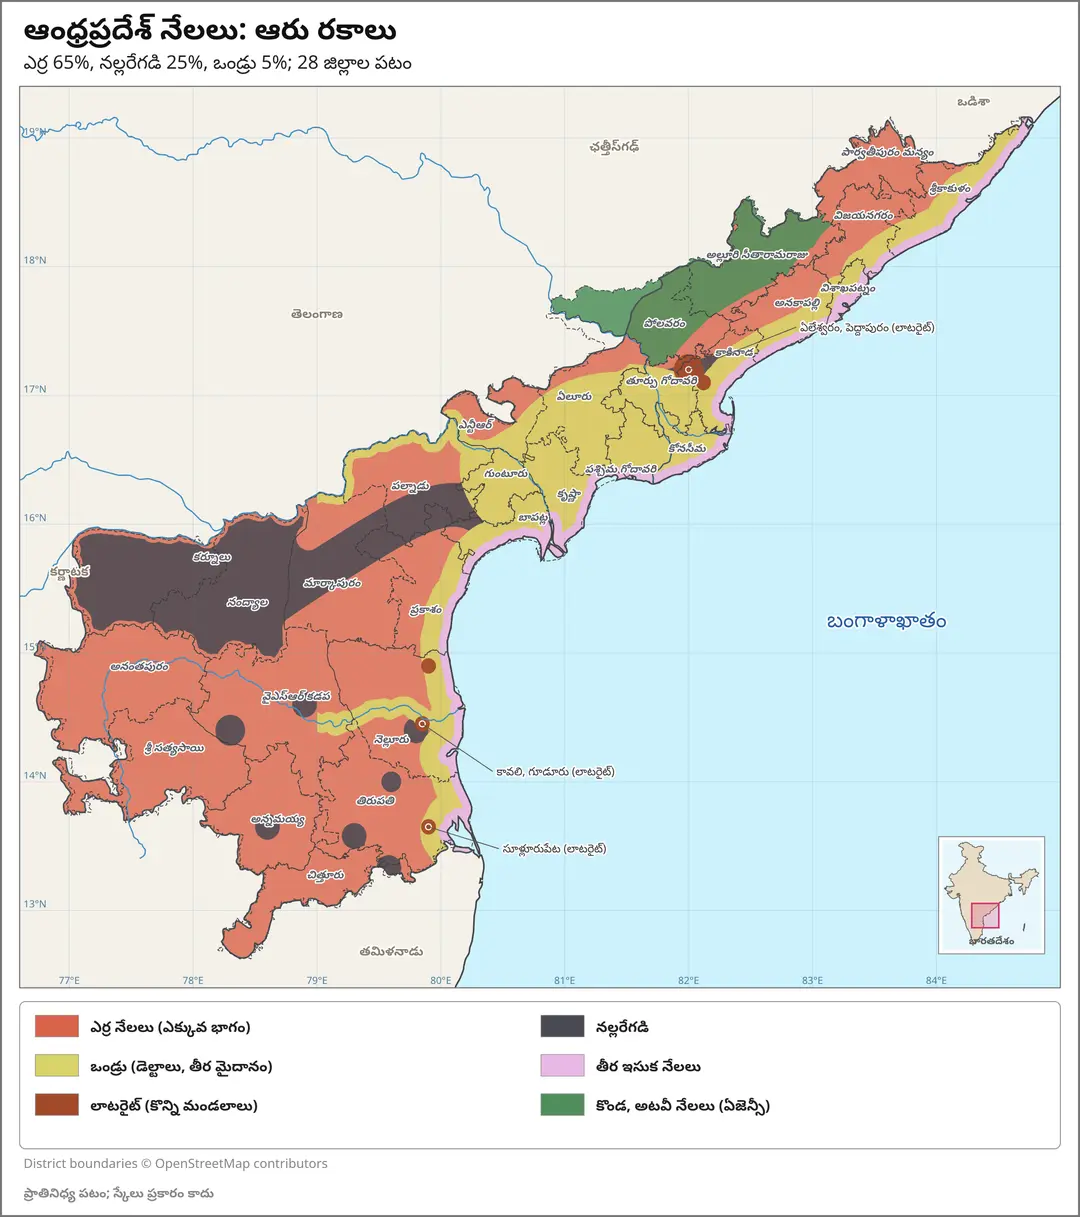 ఆంధ్రప్రదేశ్ నేలలు: ఆరు రకాలు
ఎర్ర 65%, నల్లరేగడి 25%, ఒండ్రు 5%; 28 జిల్లాల పటం
ఒడిశా
19°N
ఛత్తీస్‌గఢ్
పార్వతీపురం మన్యం
శ్రీకాకుళం
విజయనగరం
18°N
అల్లూరి సీతారామరాజు
విశాఖపట్నం
అనకాపల్లి
తెలంగాణ
పోలవరం
ఏలేశ్వరం, పెద్దాపురం (లాటరైట్)
కాకినాడ
తూర్పు గోదావరి
17°N
ఏలూరు
ఎన్టీఆర్
కోనసీమ
పశ్చిమ గోదావరి
గుంటూరు
పల్నాడు
కృష్ణా
బాపట్ల
16°N
కర్నూలు
కర్ణాటక
మార్కాపురం
నంద్యాల
ప్రకాశం
బంగాళాఖాతం
15°N
అనంతపురం
వైఎస్ఆర్ కడప
నెల్లూరు
శ్రీ సత్యసాయి
కావలి, గూడూరు (లాటరైట్)
14°N
తిరుపతి
అన్నమయ్య
సూళ్లూరుపేట (లాటరైట్)
చిత్తూరు
13°N
తమిళనాడు
భారతదేశం
77°E
78°E
79°E
80°E
81°E
82°E
83°E
84°E
ఎర్ర నేలలు (ఎక్కువ భాగం)
నల్లరేగడి
ఒండ్రు (డెల్టాలు, తీర మైదానం)
తీర ఇసుక నేలలు
లాటరైట్ (కొన్ని మండలాలు)
కొండ, అటవీ నేలలు (ఏజెన్సీ)
District boundaries © OpenStreetMap contributors
ప్రాతినిధ్య పటం; స్కేలు ప్రకారం కాదు